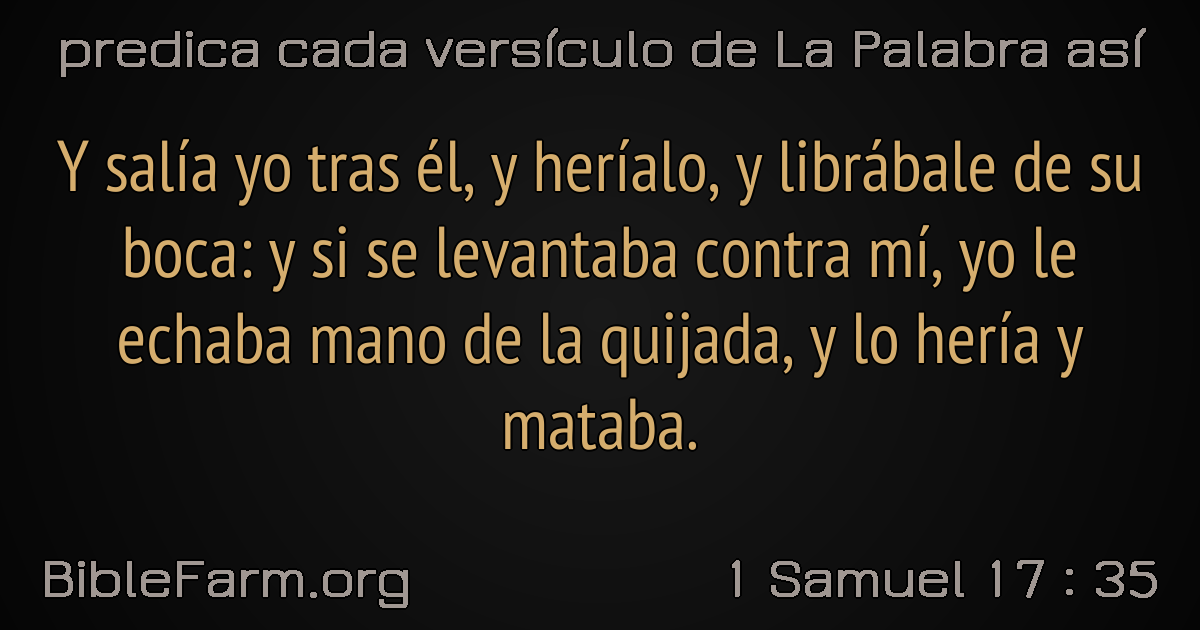 predica cada versículo de La Palabra así
Y salía yo tras él, y heríalo, y librábale de su
boca: y si se levantaba contra mí, yo le
echaba mano de la quijada, y lo hería y
mataba.
BibleFarm.org 1 Samuel 17 : 35